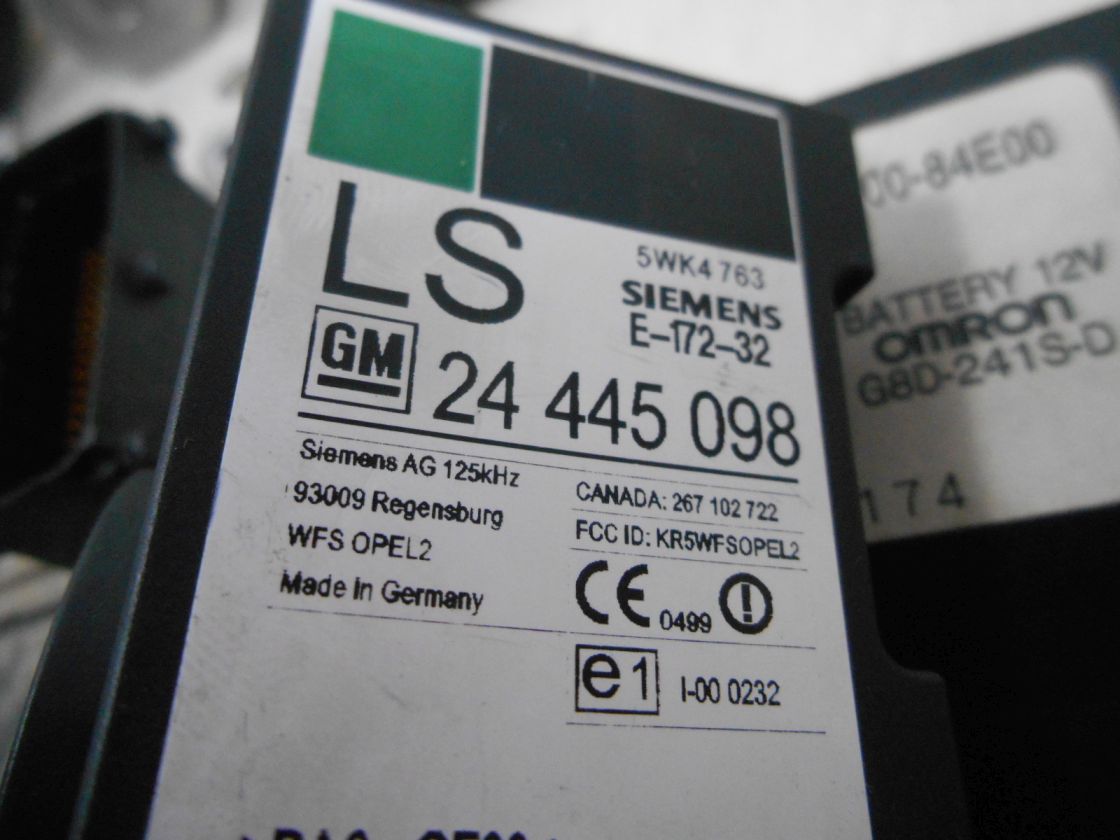 LS
5WK4 763
SIEMENS
E-172-32
GM
24 445 098
Siemens AG 125kHz
93009 Regensburg
WFS OPEL2
Made in Germany
CANADA: 267 102 722
FCC ID: KR5WFSOPEL2
CE 0499
e1 I-00 0232
00-84E00
BATTERY 12V
OMRON
G8D-241S-D
174